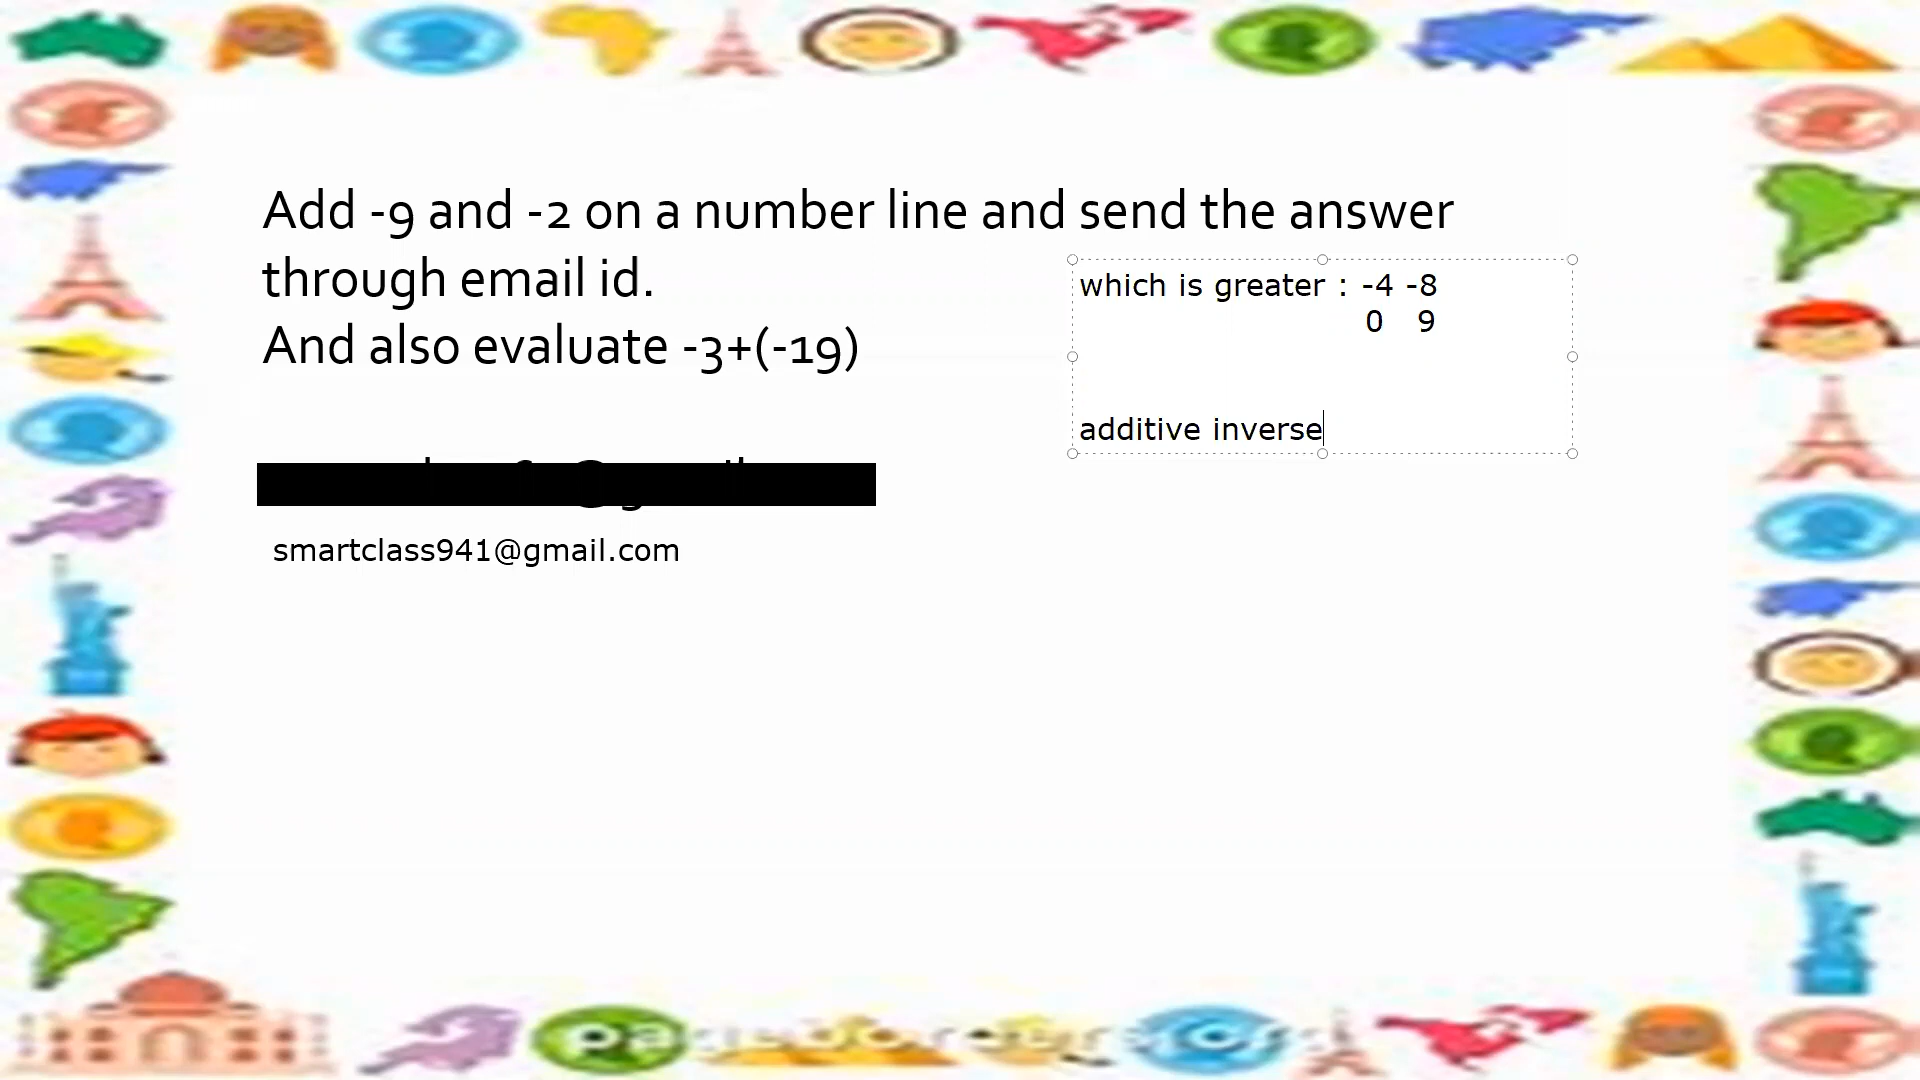 Add -9 and -2 on a number line and send the answer
through email id.
And also evaluate -3+(-19)
which is greater : -4 -8
0 9
additive inverse
smartclass941@gmail.com